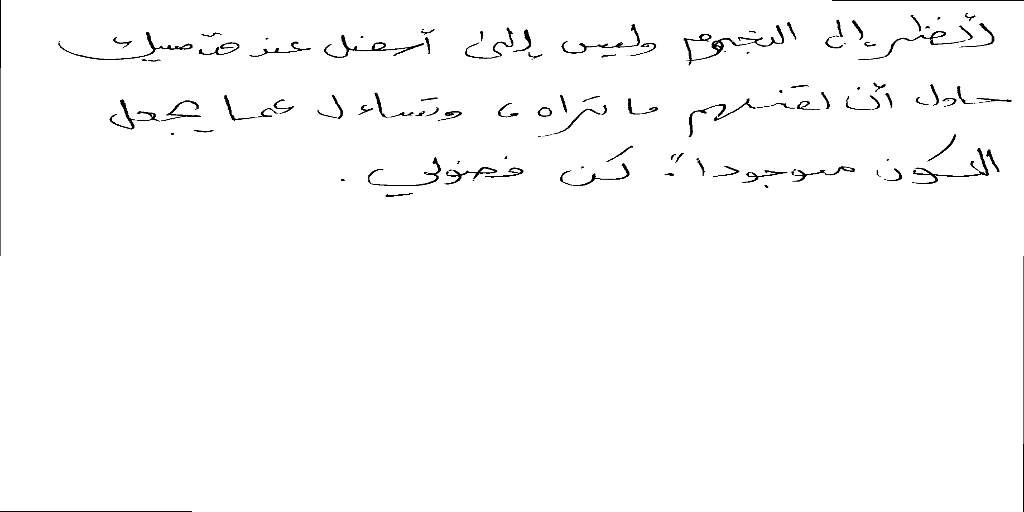 لأنظر إلى النجوم وليس إلى أسفل عند قدميك
حاول أن تفهم ما تراه ، وتساءل عما يجعل
الكون موجودا ً. كن فضولي .